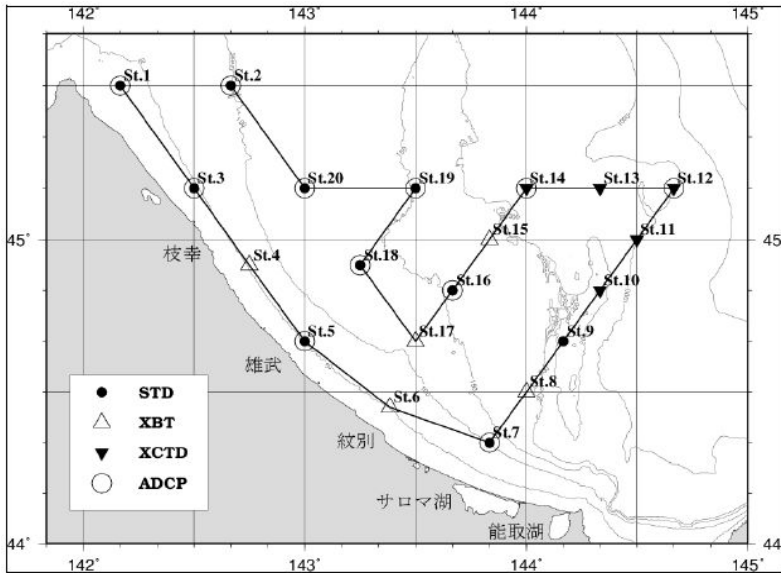 142° 143° 144° 145°
St.1 St.2
St.3 St.20 St.19 St.14 St.13 St.12
St.15 St.11
45° 45°
枝幸 St.4 St.18
St.16 St.10
St.5 St.17 St.9
雄武
St.6 St.8
紋別 St.7
サロマ湖
能取湖
STD
XBT
XCTD
ADCP
44° 44°
142° 143° 144° 145°